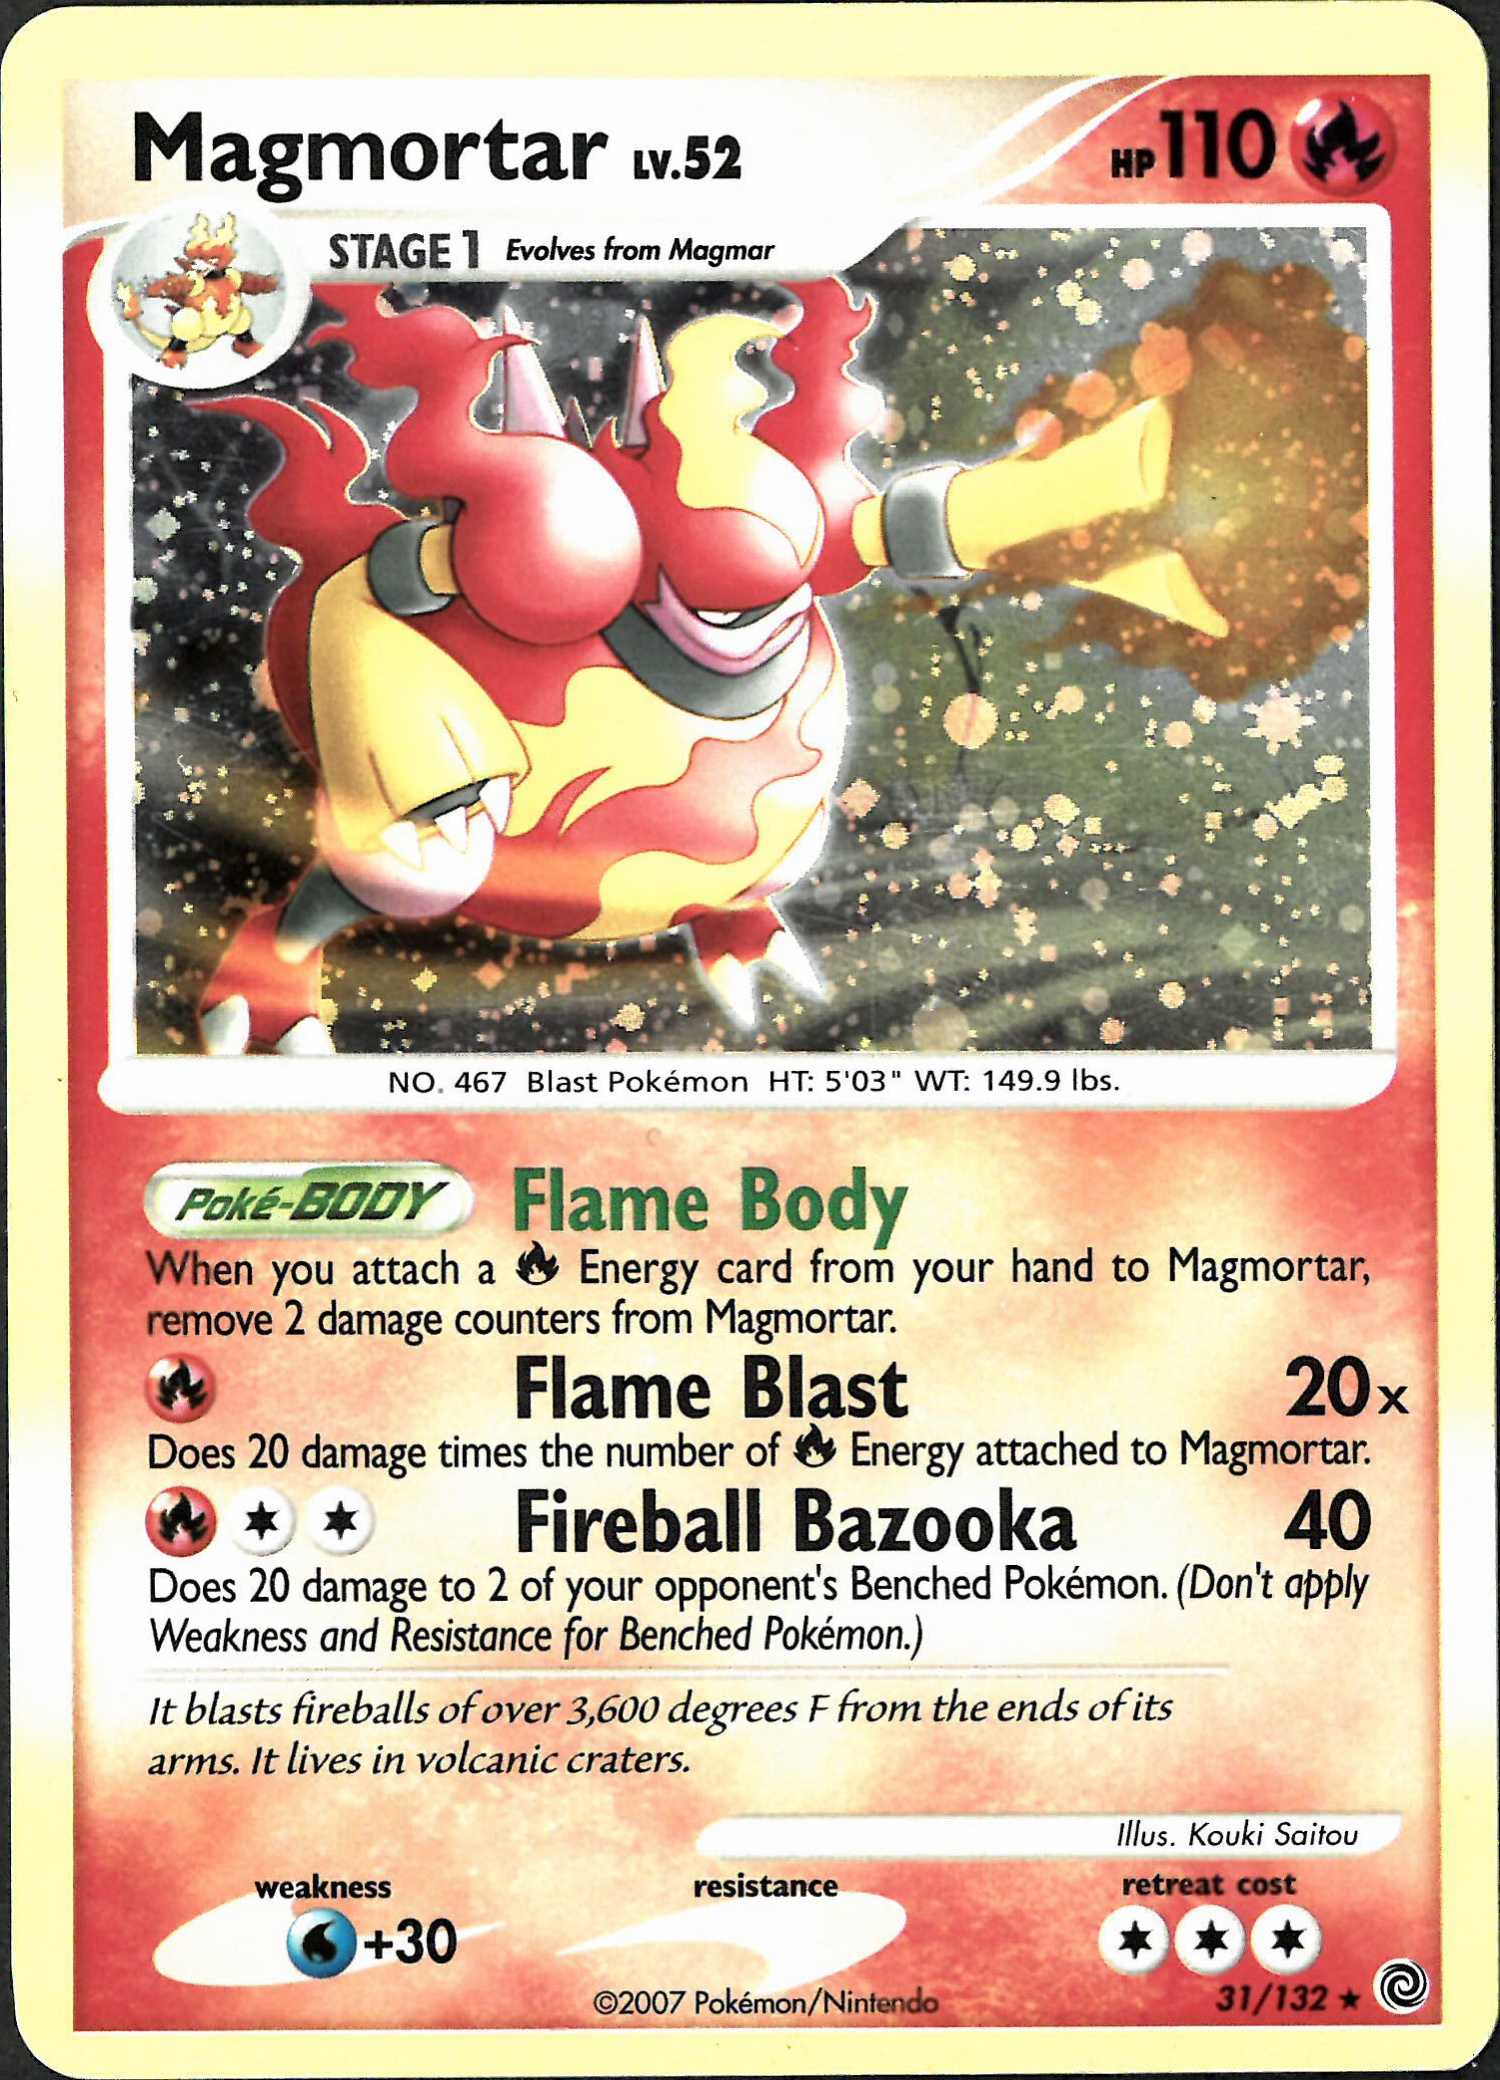 Magmortar LV.52
HP 110
STAGE 1 Evolves from Magmar
NO. 467 Blast Pokémon HT: 5'03" WT: 149.9 lbs.
Poké-BODY Flame Body
When you attach a Energy card from your hand to Magmortar,
remove 2 damage counters from Magmortar.
Flame Blast 20x
Does 20 damage times the number of Energy attached to Magmortar.
Fireball Bazooka 40
Does 20 damage to 2 of your opponent's Benched Pokémon. (Don't apply
Weakness and Resistance for Benched Pokémon.)
It blasts fireballs of over 3,600 degrees F from the ends of its
arms. It lives in volcanic craters.
Illus. Kouki Saitou
weakness resistance retreat cost
+30
©2007 Pokémon/Nintendo 31/132 ★